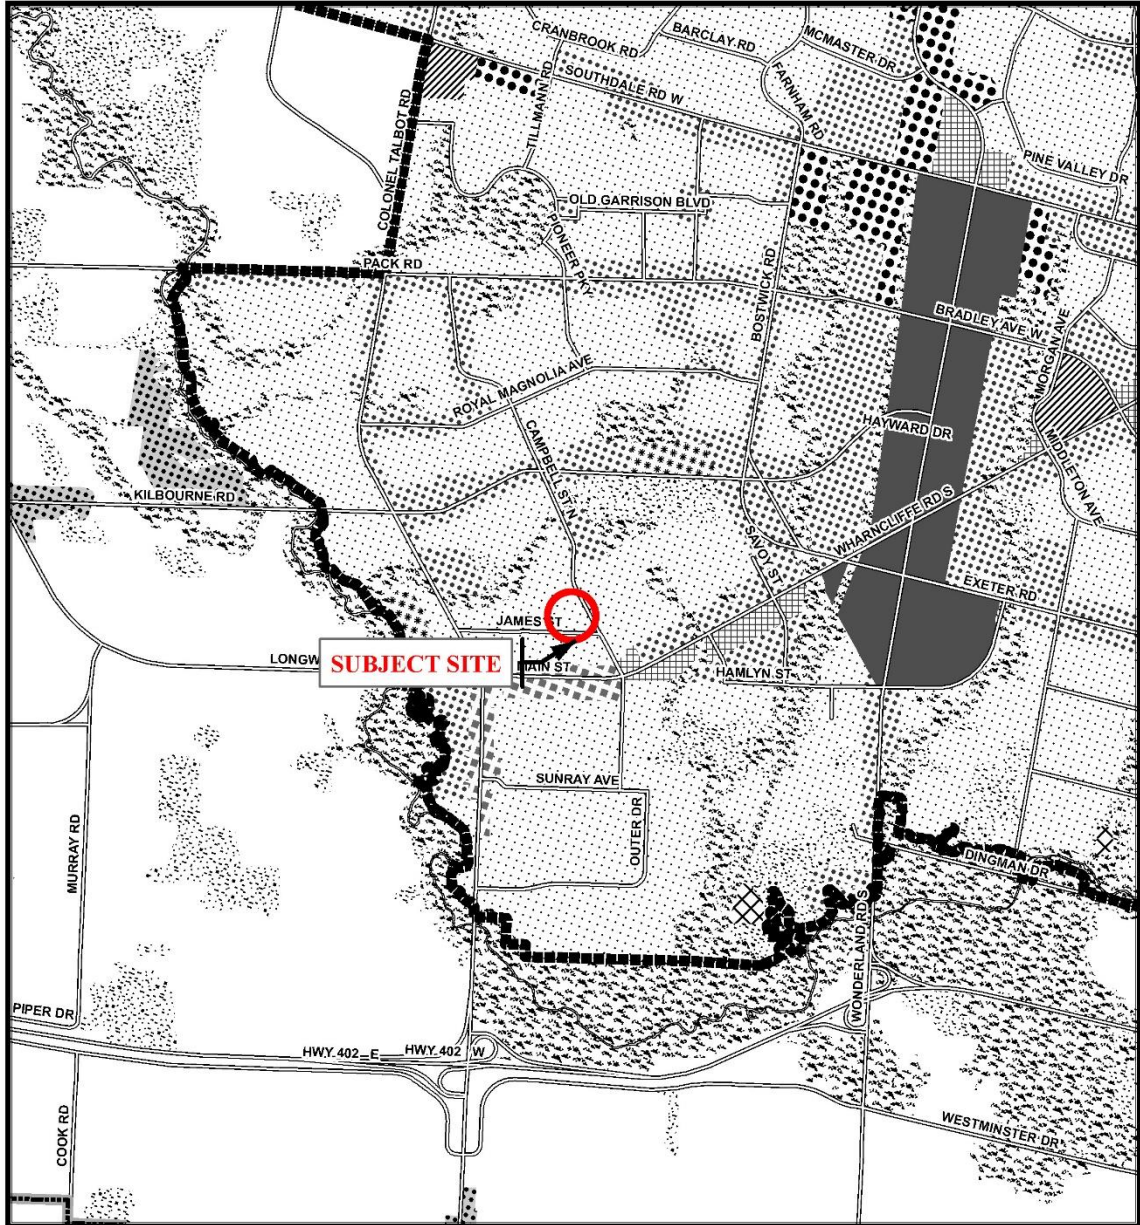 CRANBROOK RD
BARCLAY RD
MCMASTER DR
SOUTHDALE RD W
TILLMANN RD
FARNHAM RD
COLONEL TALBOT RD
PINE VALLEY DR
OLD GARRISON BLVD
PIONEER PKY
PACK RD
BOSTWICK RD
BRADLEY AVE W
MORGAN AVE
ROYAL MAGNOLIA AVE
CAMPBELL ST N
HAYWARD DR
MIDDLETON AVE
KILBOURNE RD
WHARNCLIFFE RD S
SAVOY ST
EXETER RD
JAMES ST
LONGW
SUBJECT SITE
MAIN ST
HAMLYN ST
SUNRAY AVE
OUTER DR
MURRAY RD
DINGMAN DR
WONDERLAND RD S
PIPER DR
HWY 402 E
HWY 402 W
COOK RD
WESTMINSTER DR